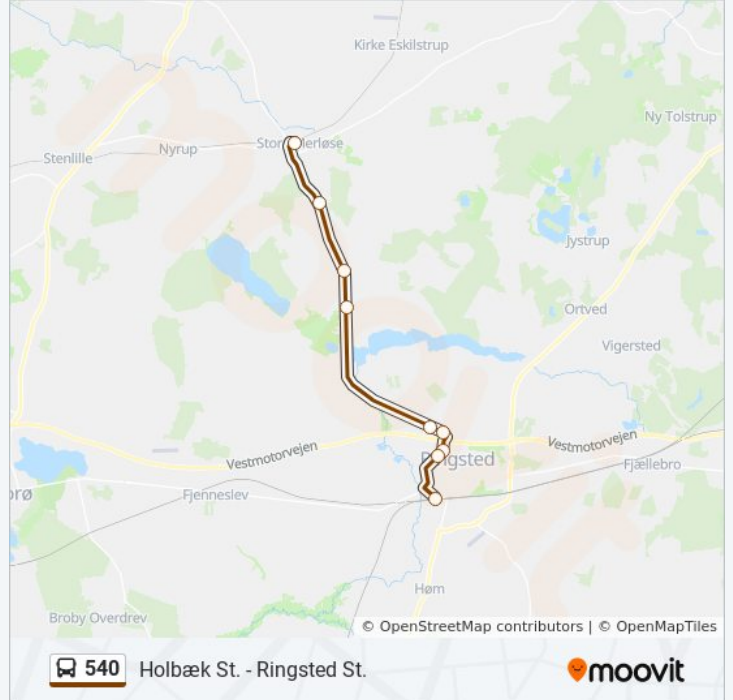 Kirke Eskilstrup
Ny Tolstrup
Stenlille
Nyrup
Jystrup
Ortved
Vigersted
Vestmotorvejen
Vestmotorvejen
Fjællebro
Fjenneslev
Høm
Broby Overdrev
© OpenStreetMap contributors | © OpenMapTiles
540 Holbæk St. - Ringsted St.
moovit